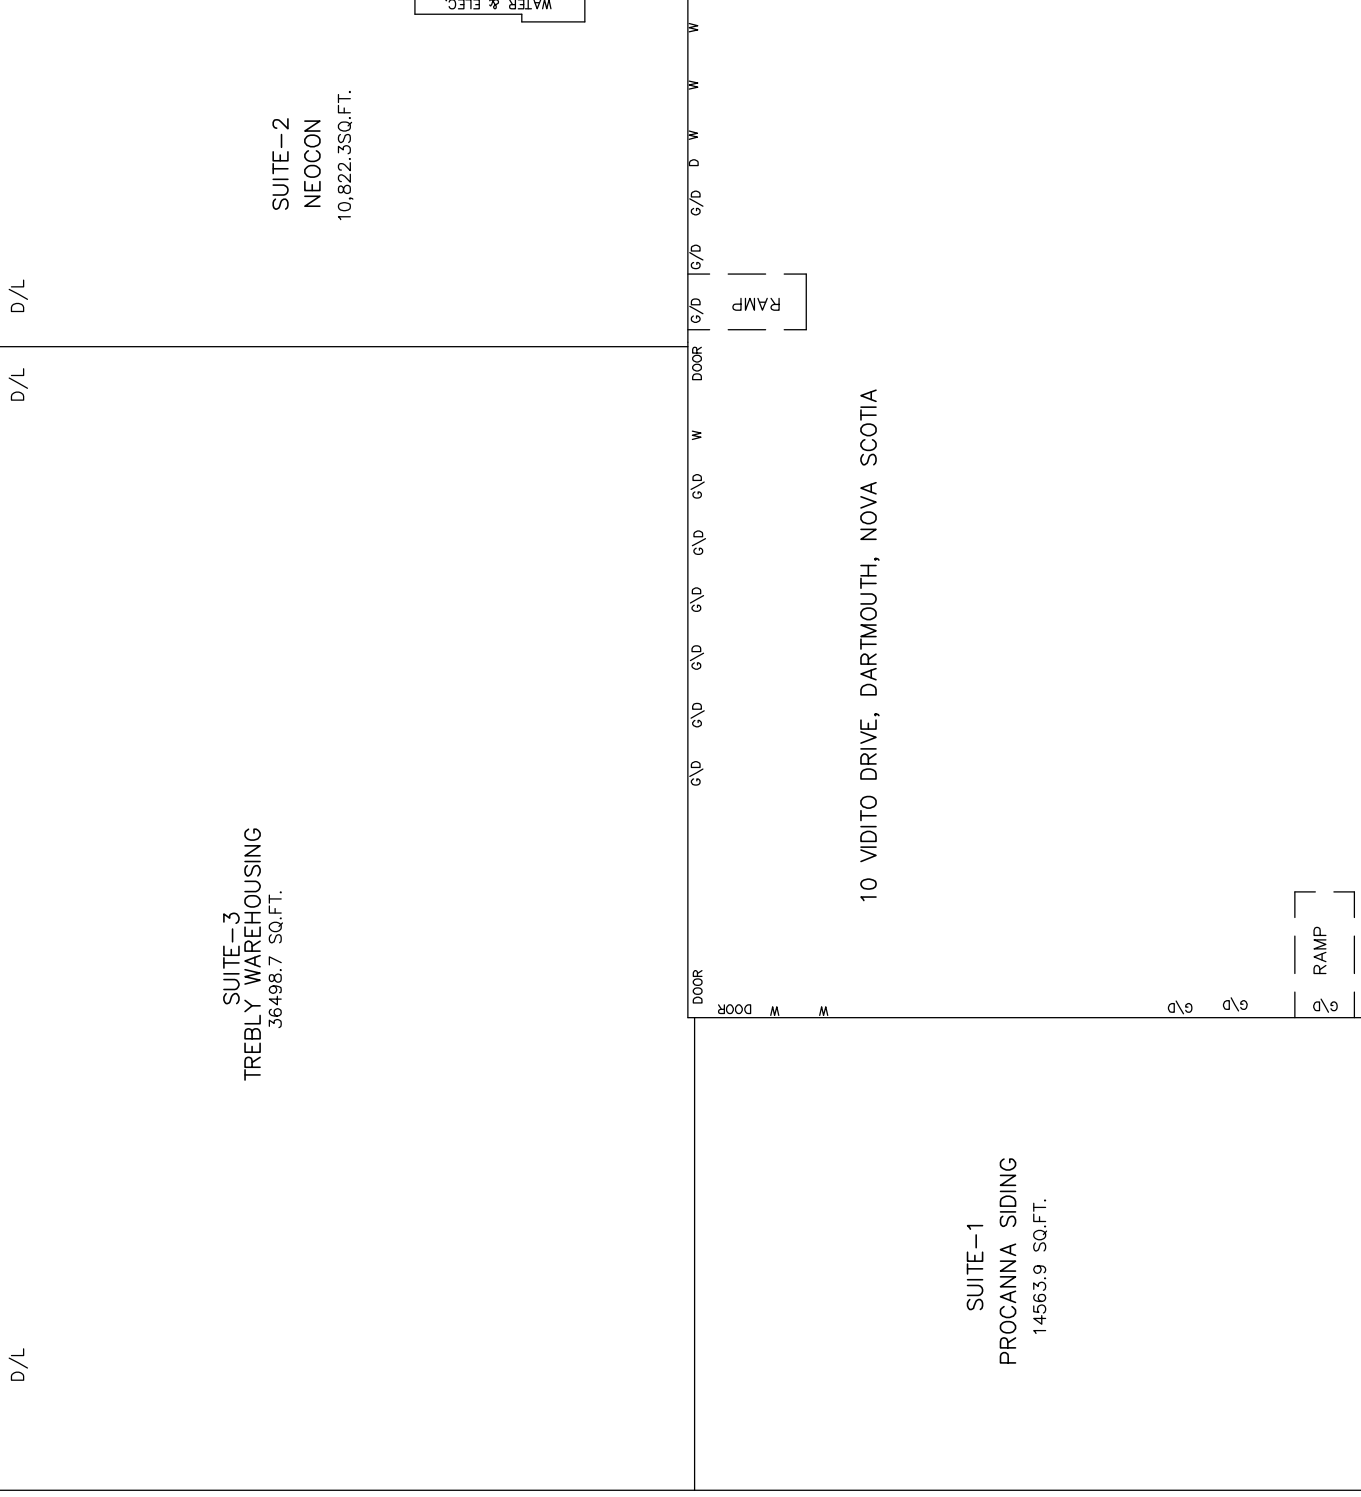 WATER & ELEC.
SUITE-2
NEOCON
10,822.3SQ.FT.
D/L
D/L
D/L
W
W
W
D
G/D
G/D
G/D
RAMP
DOOR
W
G\D
G\D
G\D
G\D
G\D
G\D
DOOR
SUITE-3
TREBLY WAREHOUSING
36498.7 SQ.FT.
10 VIDITO DRIVE, DARTMOUTH, NOVA SCOTIA
DOOR
W
W
G/D
G/D
G/D
RAMP
SUITE-1
PROCANNA SIDING
14563.9 SQ.FT.